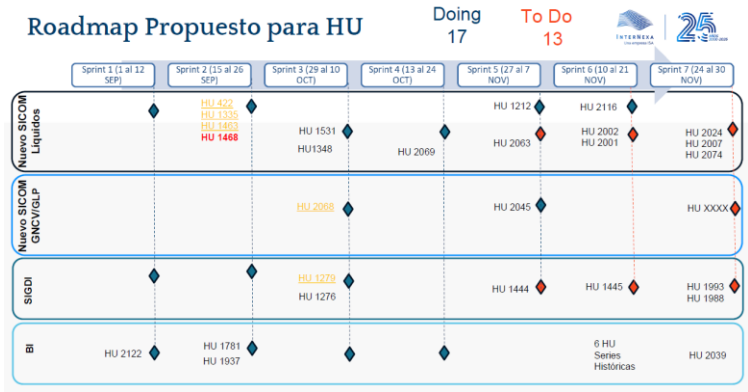 Roadmap Propuesto para HU
Doing
17
To Do
13
INTERNEXA
25
Sprint 1 (1 al 12
SEP)
Sprint 2 (15 al 26
SEP)
Sprint 3 (29 al 10
OCT)
Sprint 4 (13 al 24
OCT)
Sprint 5 (27 al 7
NOV)
Sprint 6 (10 al 21
NOV)
Sprint 7 (24 al 30
NOV)
Nuevo SICOM
Líquidos
HU 422
HU 1335
HU 1463
HU 1468
HU 1531
HU1348
HU 2069
HU 1212
HU 2063
HU 2116
HU 2002
HU 2001
HU 2024
HU 2007
HU 2074
Nuevo SICOM
GNCV/GLP
HU 2068
HU 2045
HU XXXX
SIGDI
HU 1279
HU 1276
HU 1444
HU 1445
HU 1993
HU 1988
BI
HU 2122
HU 1781
HU 1937
6 HU
Series
Históricas
HU 2039